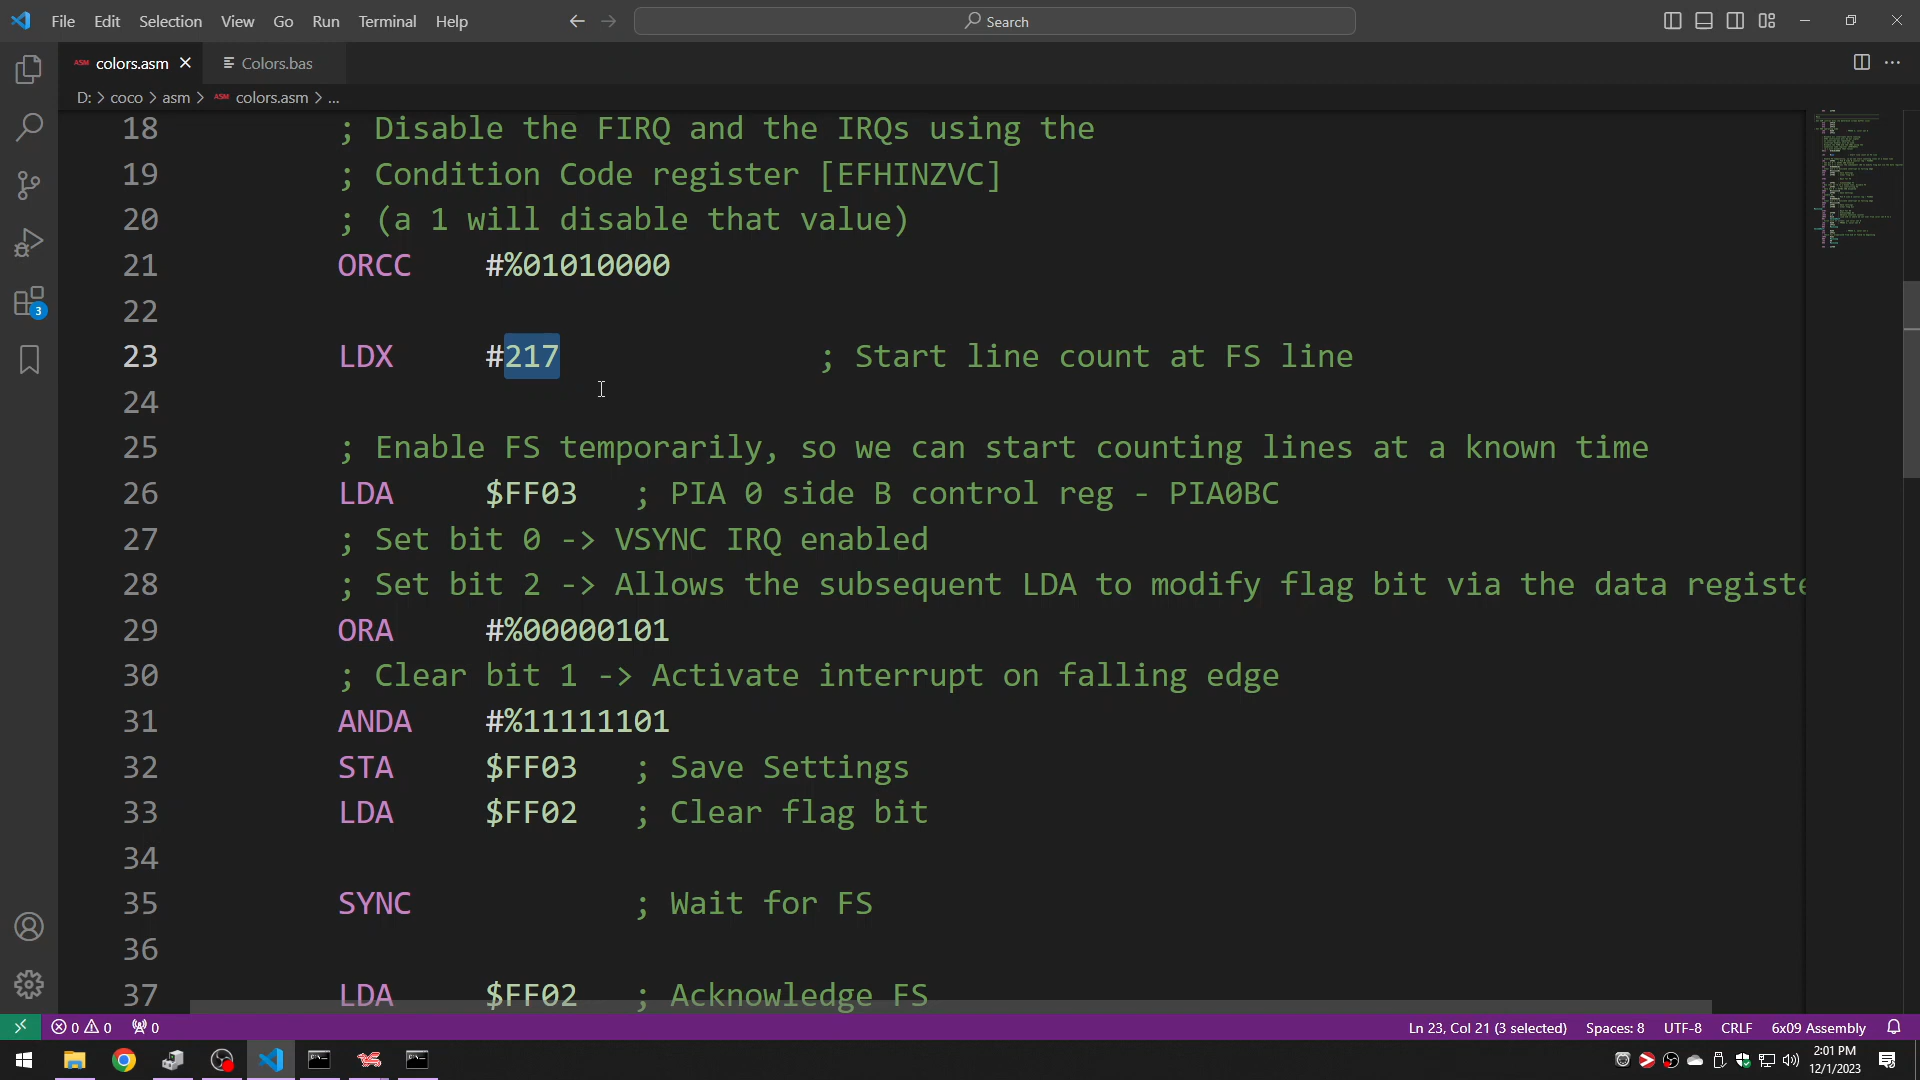 File Edit Selection View Go Run Terminal Help
Search
ASM colors.asm
Colors.bas
D: > coco > asm > ASM colors.asm > ...
18 ; Disable the FIRQ and the IRQs using the
19 ; Condition Code register [EFHINZVC]
20 ; (a 1 will disable that value)
21 ORCC #%01010000
22
23 LDX #217 ; Start line count at FS line
24
25 ; Enable FS temporarily, so we can start counting lines at a known time
26 LDA $FF03 ; PIA 0 side B control reg - PIA0BC
27 ; Set bit 0 -> VSYNC IRQ enabled
28 ; Set bit 2 -> Allows the subsequent LDA to modify flag bit via the data registe
29 ORA #%00000101
30 ; Clear bit 1 -> Activate interrupt on falling edge
31 ANDA #%11111101
32 STA $FF03 ; Save Settings
33 LDA $FF02 ; Clear flag bit
34
35 SYNC ; Wait for FS
36
37 LDA $FF02 ; Acknowledge FS
3
0 0 0
Ln 23, Col 21 (3 selected) Spaces: 8 UTF-8 CRLF 6x09 Assembly
2:01 PM
12/1/2023